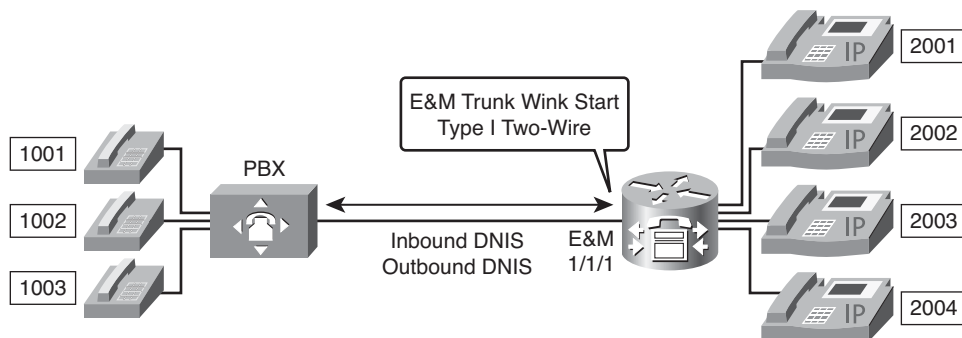 E&M Trunk Wink Start
Type I Two-Wire
1001
1002
1003
PBX
Inbound DNIS
Outbound DNIS
E&M
1/1/1
IP
2001
IP
2002
IP
2003
IP
2004